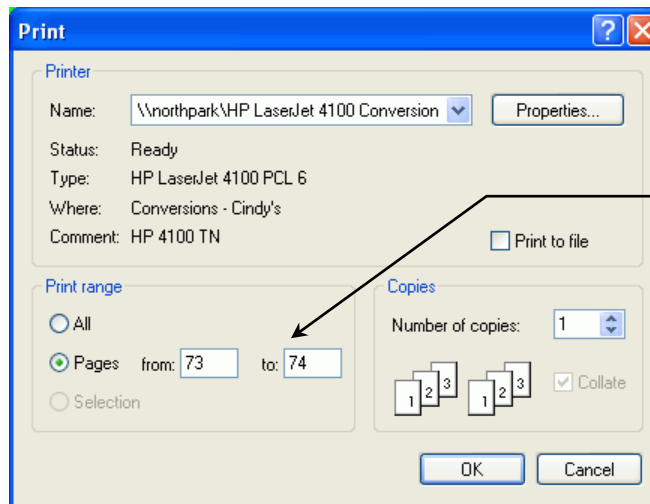 Print
Printer
Name: \\northpark\HP LaserJet 4100 Conversion Properties...
Status: Ready
Type: HP LaserJet 4100 PCL 6
Where: Conversions - Cindy's
Comment: HP 4100 TN Print to file
Print range
All
Pages from: 73 to: 74
Selection
Copies
Number of copies: 1
1 2 3 1 2 3 Collate
OK Cancel